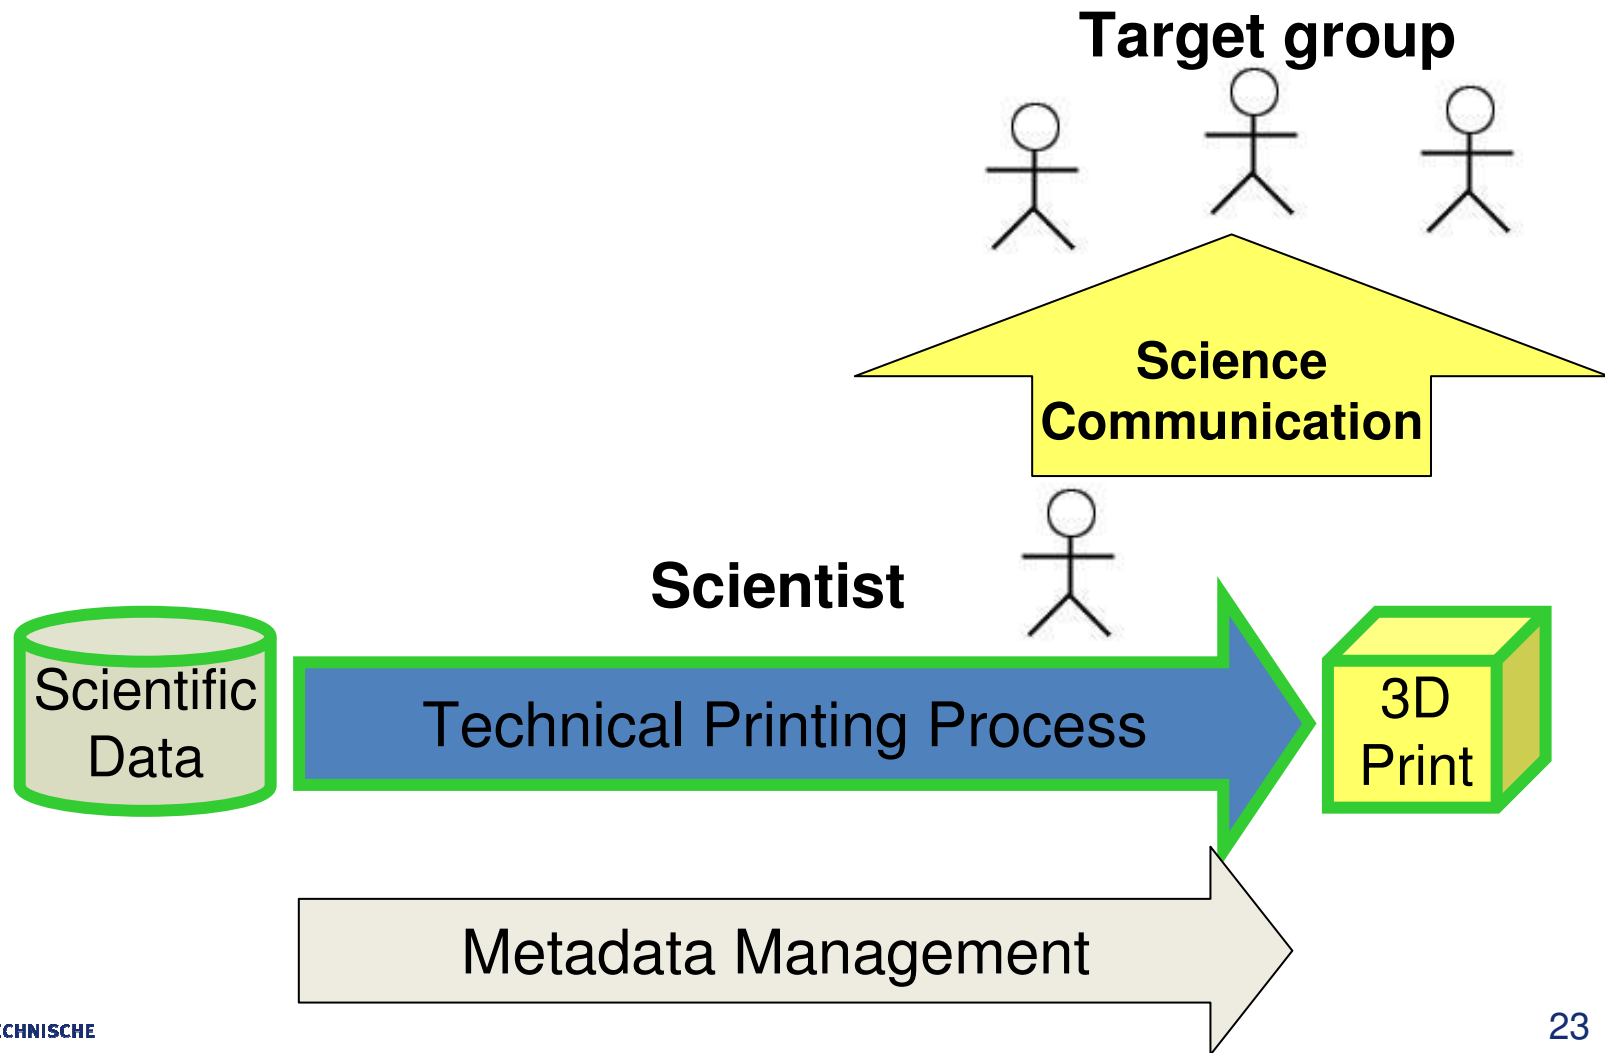 Target group
Science
Communication
Scientist
Scientific
Data
Technical Printing Process
3D
Print
Metadata Management
23